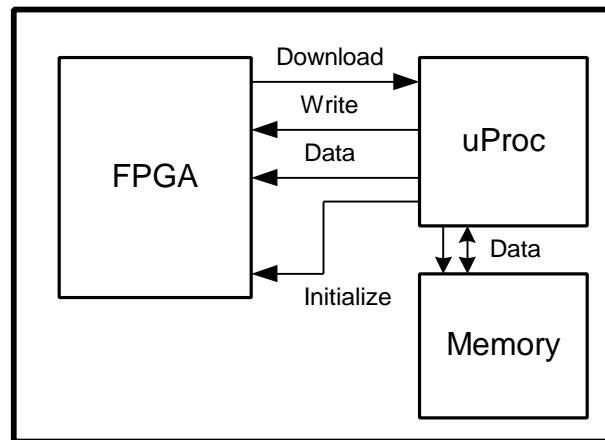 Download
Write
uProc
Data
FPGA
Data
Initialize
Memory